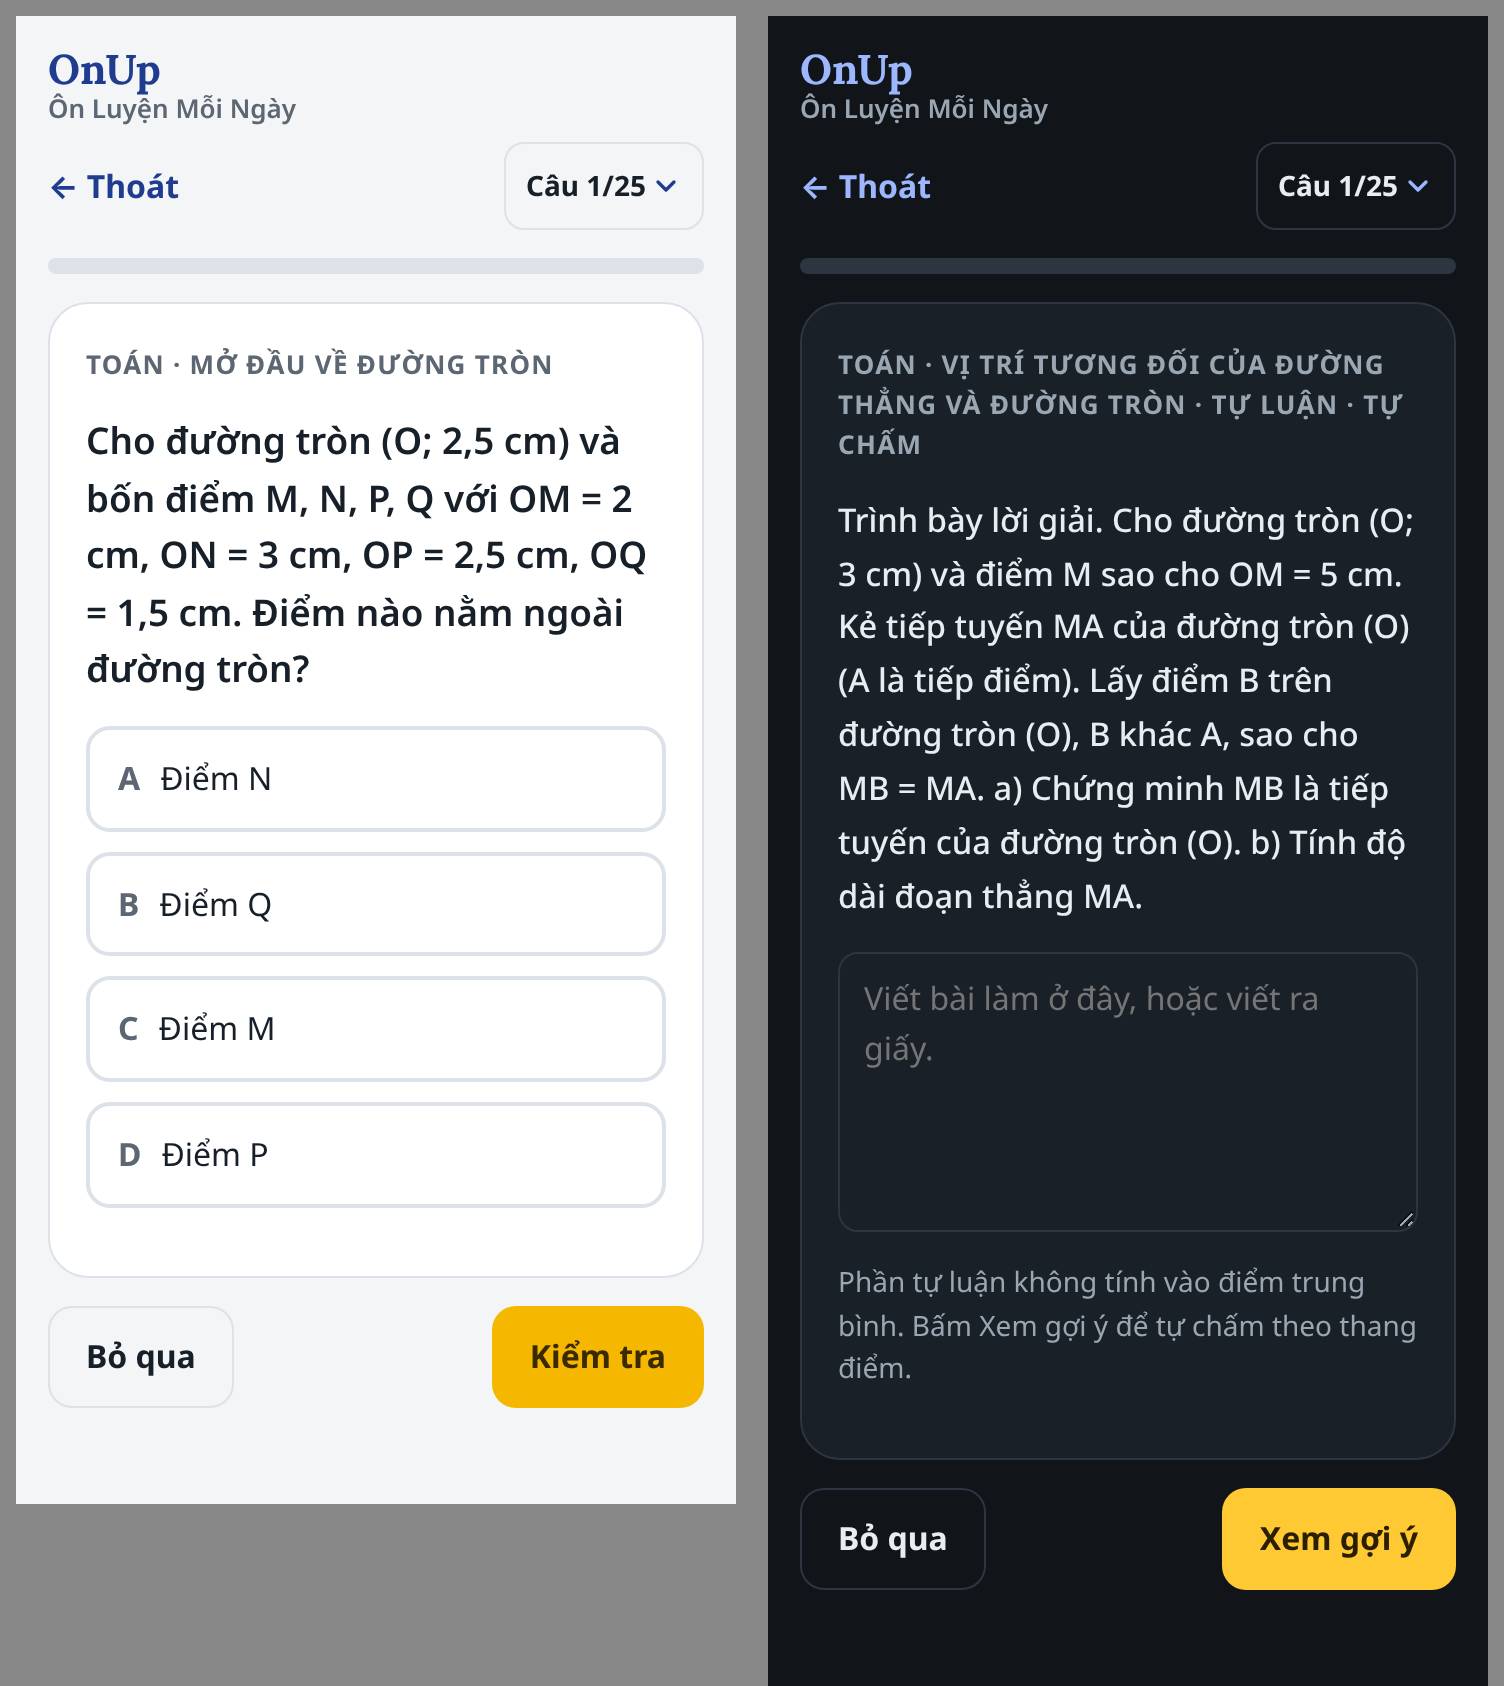 OnUp
Ôn Luyện Mỗi Ngày
← Thoát
Câu 1/25
TOÁN · MỞ ĐẦU VỀ ĐƯỜNG TRÒN
Cho đường tròn (O; 2,5 cm) và
bốn điểm M, N, P, Q với OM = 2
cm, ON = 3 cm, OP = 2,5 cm, OQ
= 1,5 cm. Điểm nào nằm ngoài
đường tròn?
A Điểm N
B Điểm Q
C Điểm M
D Điểm P
Bỏ qua
Kiểm tra
OnUp
Ôn Luyện Mỗi Ngày
← Thoát
Câu 1/25
TOÁN · VỊ TRÍ TƯƠNG ĐỐI CỦA ĐƯỜNG
THẲNG VÀ ĐƯỜNG TRÒN · TỰ LUẬN · TỰ
CHẤM
Trình bày lời giải. Cho đường tròn (O;
3 cm) và điểm M sao cho OM = 5 cm.
Kẻ tiếp tuyến MA của đường tròn (O)
(A là tiếp điểm). Lấy điểm B trên
đường tròn (O), B khác A, sao cho
MB = MA. a) Chứng minh MB là tiếp
tuyến của đường tròn (O). b) Tính độ
dài đoạn thẳng MA.
Viết bài làm ở đây, hoặc viết ra
giấy.
Phần tự luận không tính vào điểm trung
bình. Bấm Xem gợi ý để tự chấm theo thang
điểm.
Bỏ qua
Xem gợi ý